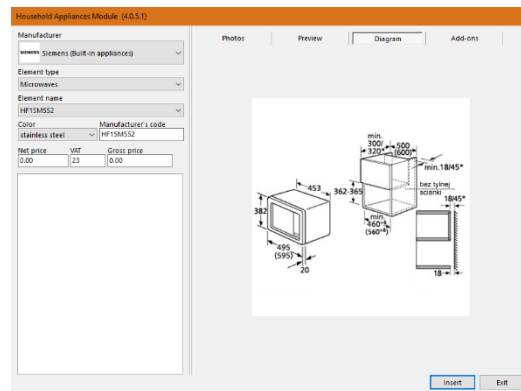 Household Appliances Module (4.0.5.1)
Manufacturer
SIEMENS Siemens (Built-in appliances)
Element type
Microwaves
Element name
HF15M552
Color
Manufacturer's code
stainless steel
HF15M552
Net price
VAT
Gross price
0.00
23
0.00
Photos
Preview
Diagram
Add-ons
min.
300/
320*
500
(600)
min.18/45*
bez tylnej
ścianki
362-365
18/45*
453
382
min.
460**
(560**)
495
(595)
20
18
Insert
Exit